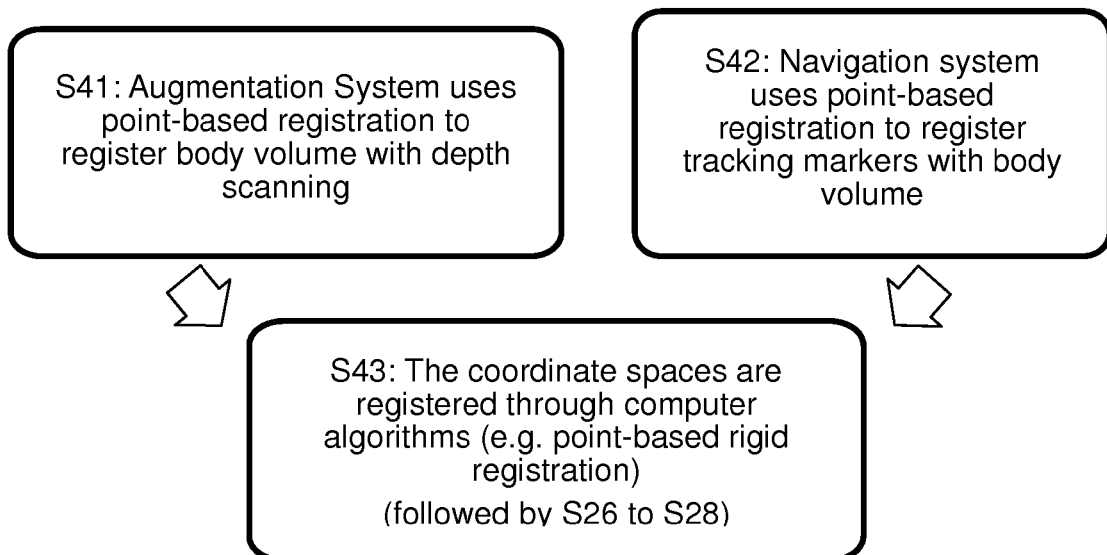 S41: Augmentation System uses
point-based registration to
register body volume with depth
scanning
S42: Navigation system
uses point-based
registration to register
tracking markers with body
volume
S43: The coordinate spaces are
registered through computer
algorithms (e.g. point-based rigid
registration)
(followed by S26 to S28)